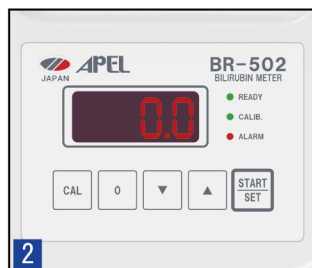 APEL
JAPAN
BR-502
BILIRUBIN METER
0.0
READY
CALIB.
ALARM
CAL
0
▼
▲
START
SET
2